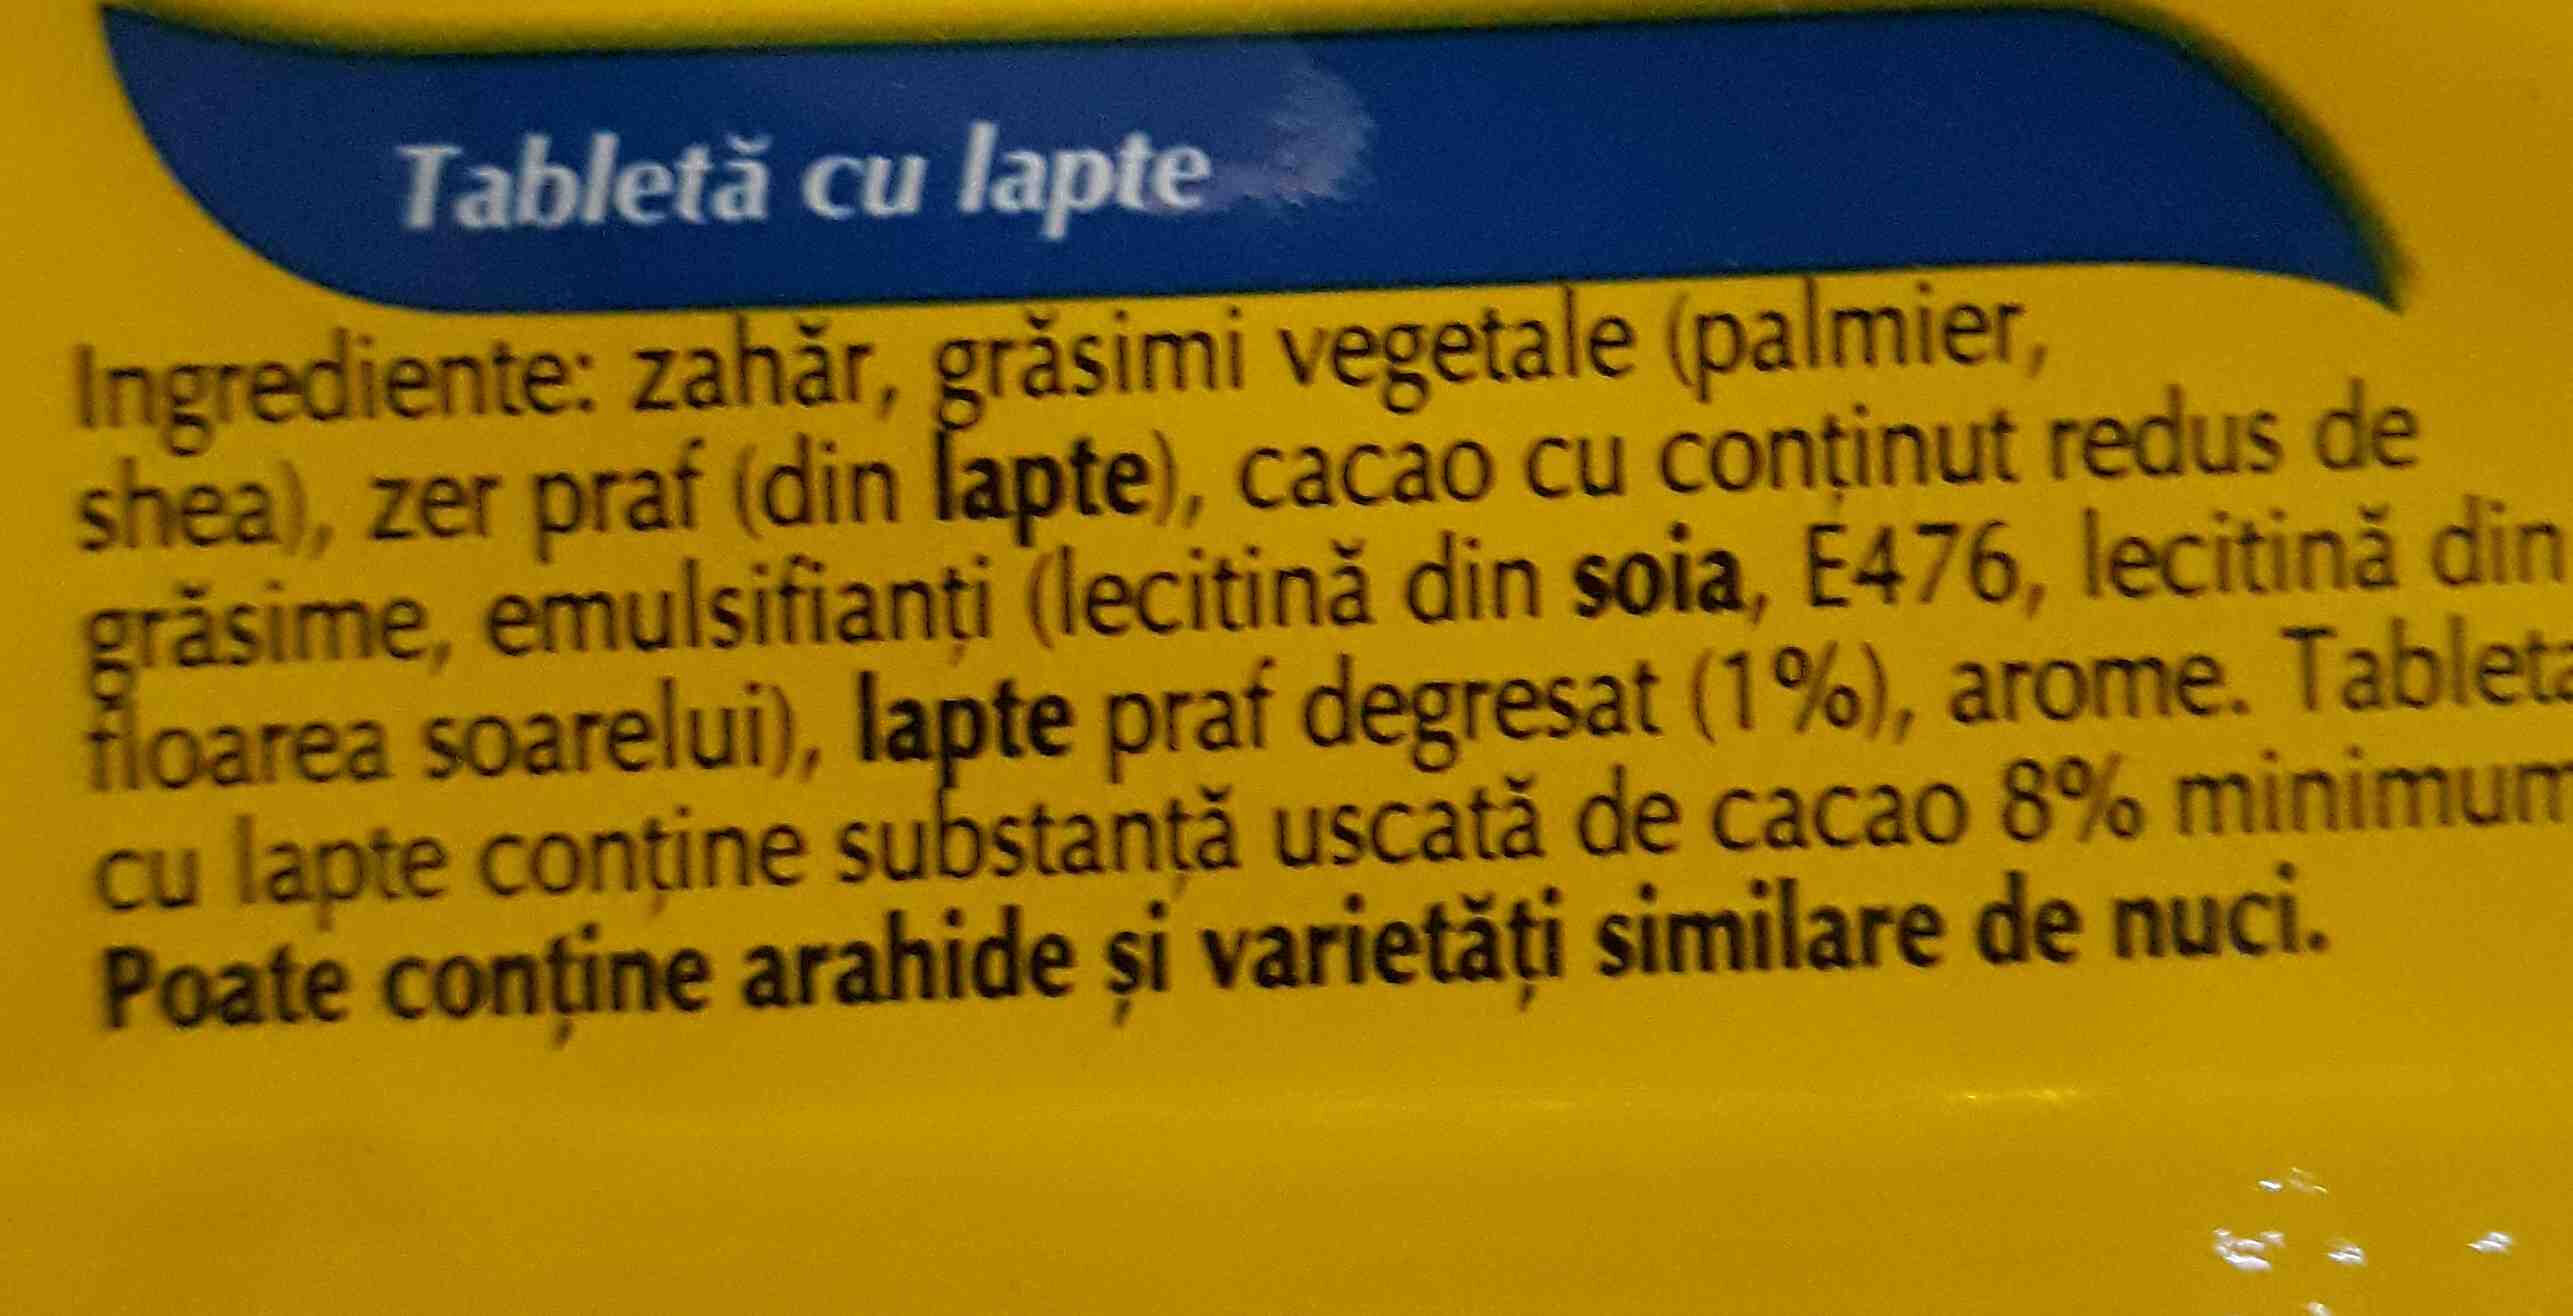 Tabletă cu lapte
Ingrediente: zahăr, grăsimi vegetale (palmier,
shea), zer praf (din lapte), cacao cu conținut redus de
grăsime, emulsifianți (lecitină din soia, E476, lecitină din
floarea soarelui), lapte praf degresat (1%), arome. Tableta
cu lapte conține substanță uscată de cacao 8% minimum
Poate conține arahide și varietăți similare de nuci.